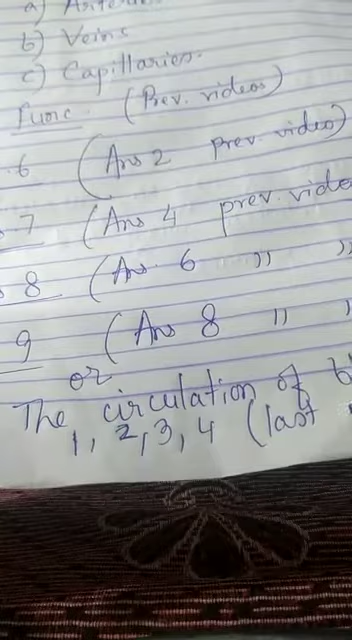 a) Arteries
b) Veins
c) Capillaries.
Func. (Prev. videos)
6 (Ans 2 prev. video)
7 (Ans 4 prev. vide
8 (Ans 6 " "
9 (Ans 8 "
or
The circulation of b
1, 2, 3, 4 (last